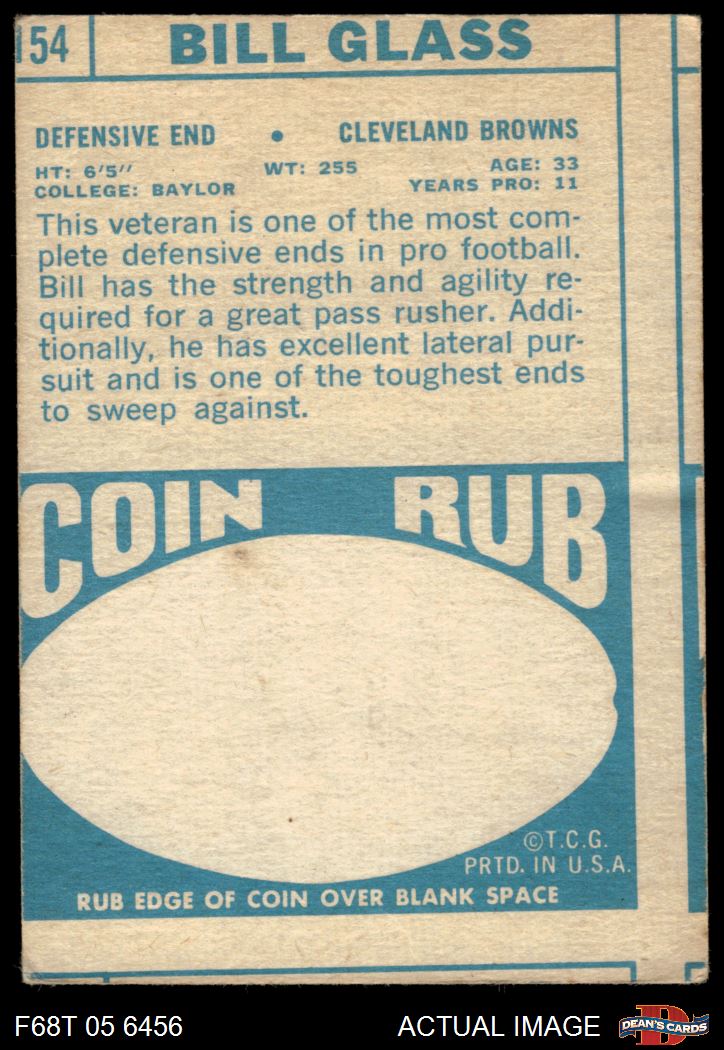 154
BILL GLASS
DEFENSIVE END • CLEVELAND BROWNS
HT: 6'5" WT: 255 AGE: 33
COLLEGE: BAYLOR YEARS PRO: 11
This veteran is one of the most com-
plete defensive ends in pro football.
Bill has the strength and agility re-
quired for a great pass rusher. Addi-
tionally, he has excellent lateral pur-
suit and is one of the toughest ends
to sweep against.
COIN RUB
©T.C.G.
PRTD. IN U.S.A.
RUB EDGE OF COIN OVER BLANK SPACE
F68T 05 6456 ACTUAL IMAGE
D
DEAN'S CARDS